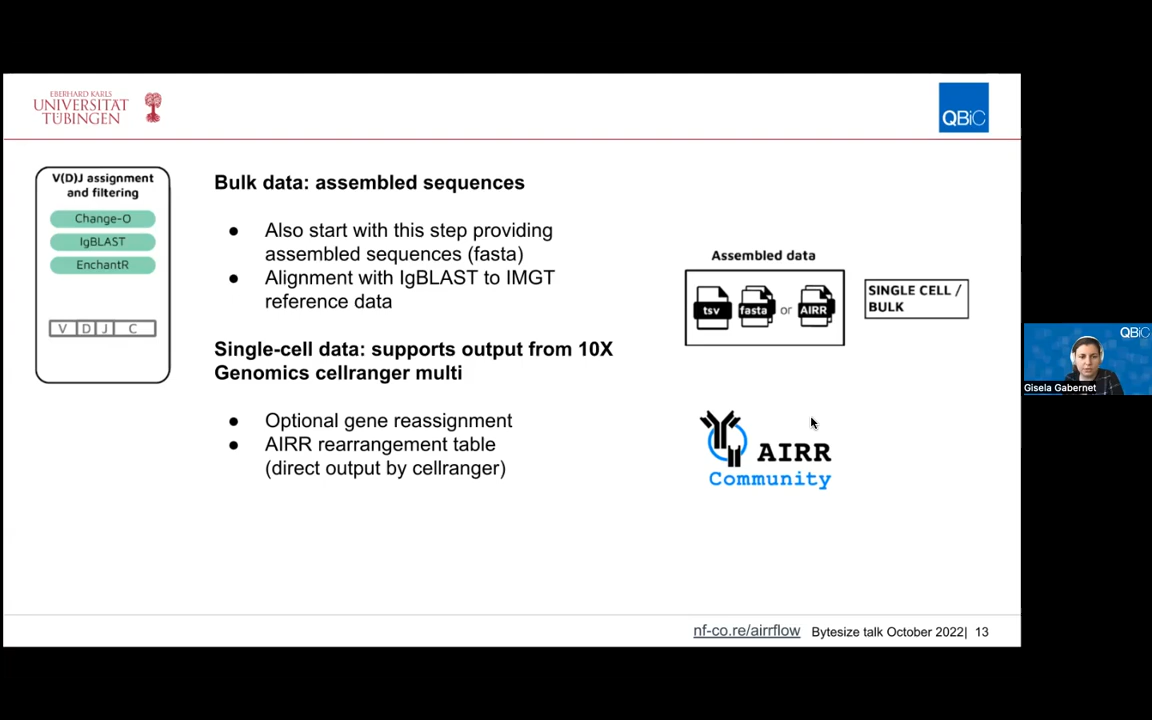 EBERHARD KARLS
UNIVERSITÄT
TÜBINGEN
QBiC
V(D)J assignment
and filtering
Change-O
IgBLAST
EnchantR
V D J C
Bulk data: assembled sequences
● Also start with this step providing
assembled sequences (fasta)
● Alignment with IgBLAST to IMGT
reference data
Single-cell data: supports output from 10X
Genomics cellranger multi
● Optional gene reassignment
● AIRR rearrangement table
(direct output by cellranger)
Assembled data
tsv fasta or AIRR
SINGLE CELL /
BULK
AIRR
Community
QBiC
Gisela Gabernet
nf-co.re/airrflow Bytesize talk October 2022| 13